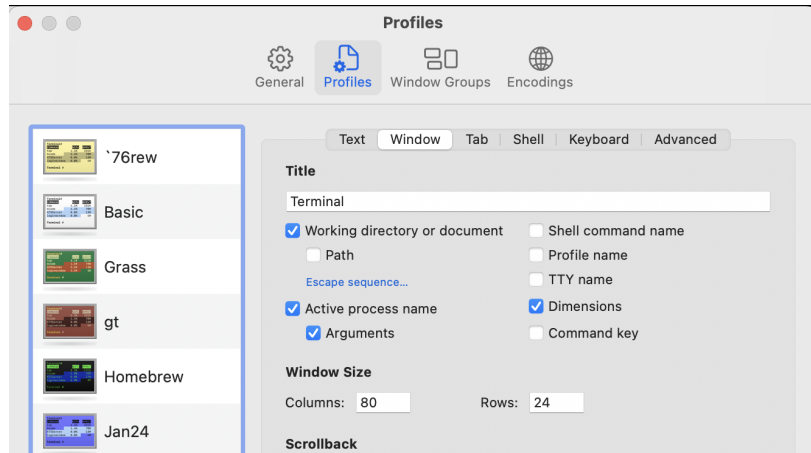 Profiles
General
Profiles
Window Groups
Encodings
`76rew
Basic
Grass
gt
Homebrew
Jan24
Text
Window
Tab
Shell
Keyboard
Advanced
Title
Terminal
Working directory or document
Shell command name
Path
Profile name
Escape sequence...
TTY name
Active process name
Dimensions
Arguments
Command key
Window Size
Columns: 80
Rows: 24
Scrollback